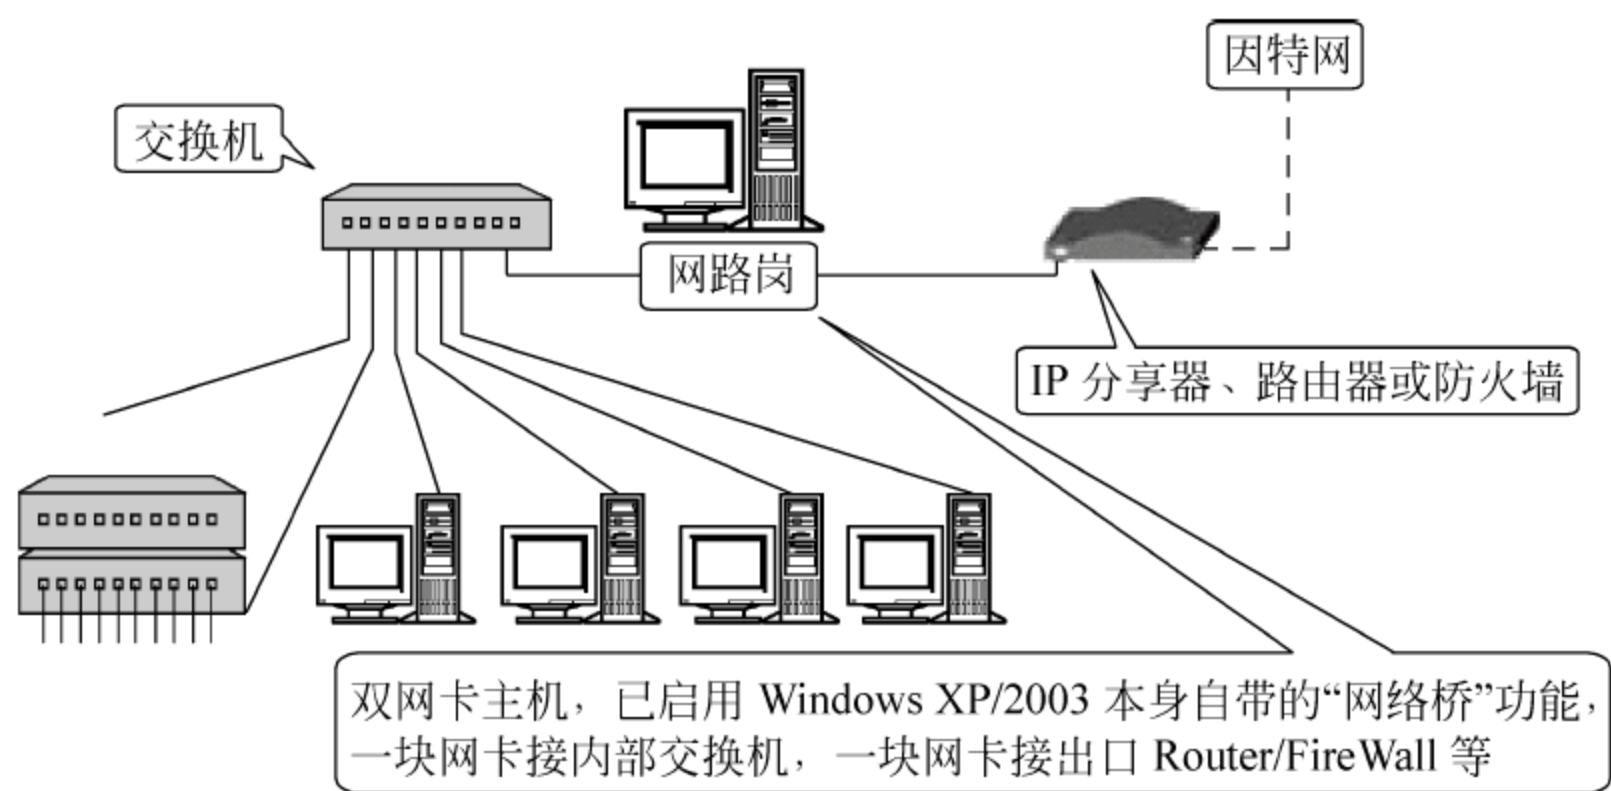 因特网
交换机
网路岗
IP 分享器、路由器或防火墙
双网卡主机，已启用 Windows XP/2003 本身自带的“网络桥”功能，
一块网卡接内部交换机，一块网卡接出口 Router/FireWall 等